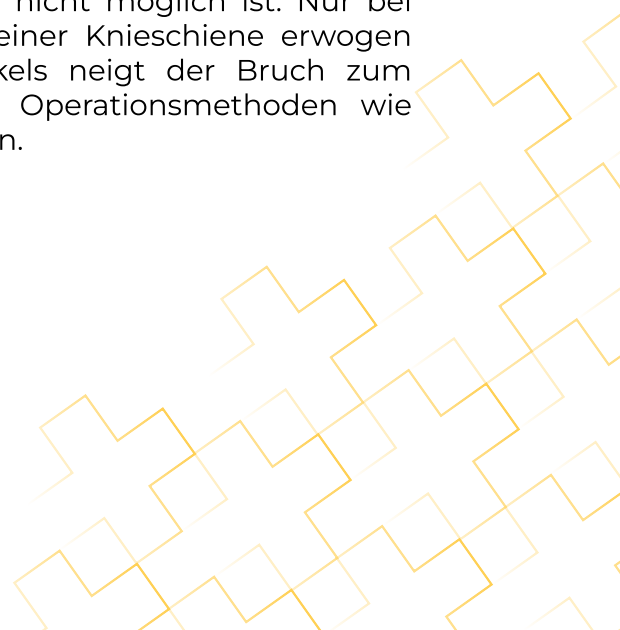 nicht möglich ist. Nur bei
einer Knieschiene erwogen
kels neigt der Bruch zum
Operationsmethoden wie
n.